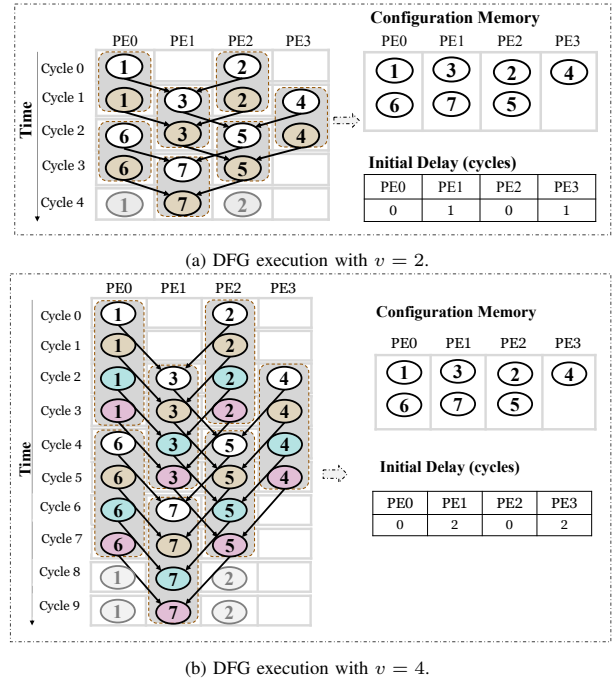 Configuration Memory
PE0 PE1 PE2 PE3
PE0 PE1 PE2 PE3
Time
Cycle 0 1 2
Cycle 1 1 3 2 4
Cycle 2 6 3 5 4
Cycle 3 6 7 5
Cycle 4 1 7 2
1 3 2 4
6 7 5
Initial Delay (cycles)
PE0 PE1 PE2 PE3
0 1 0 1
(a) DFG execution with v = 2.
PE0 PE1 PE2 PE3
Time
Cycle 0 1 2
Cycle 1 1 2
Cycle 2 1 3 2 4
Cycle 3 1 3 2 4
Cycle 4 6 3 5 4
Cycle 5 6 3 5 4
Cycle 6 6 7 5
Cycle 7 6 7 5
Cycle 8 1 7 2
Cycle 9 1 7 2
Configuration Memory
PE0 PE1 PE2 PE3
1 3 2 4
6 7 5
Initial Delay (cycles)
PE0 PE1 PE2 PE3
0 2 0 2
(b) DFG execution with v = 4.